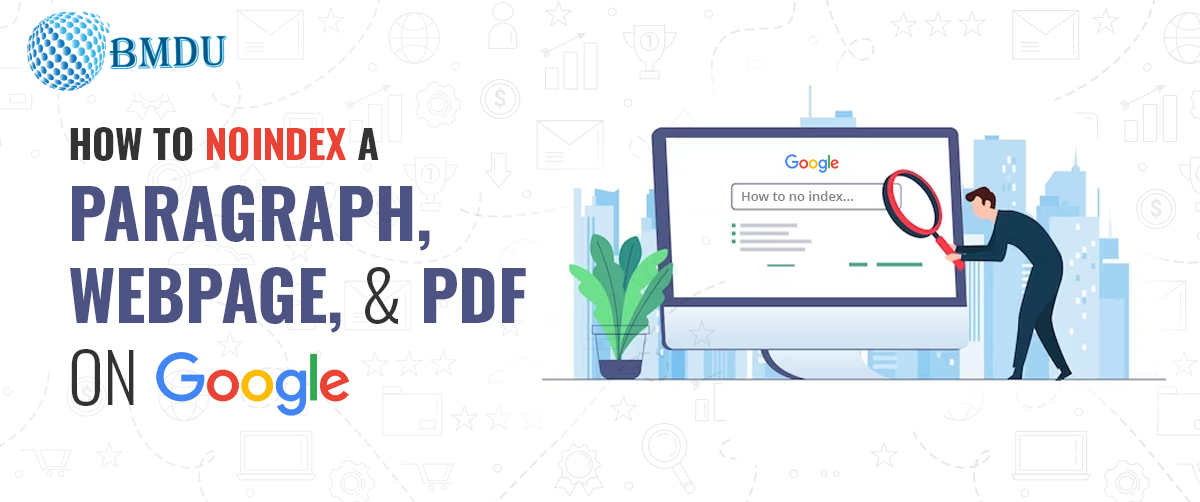 BMDU
HOW TO NOINDEX A
PARAGRAPH,
WEBPAGE, & PDF
ON Google
Google
How to no index...